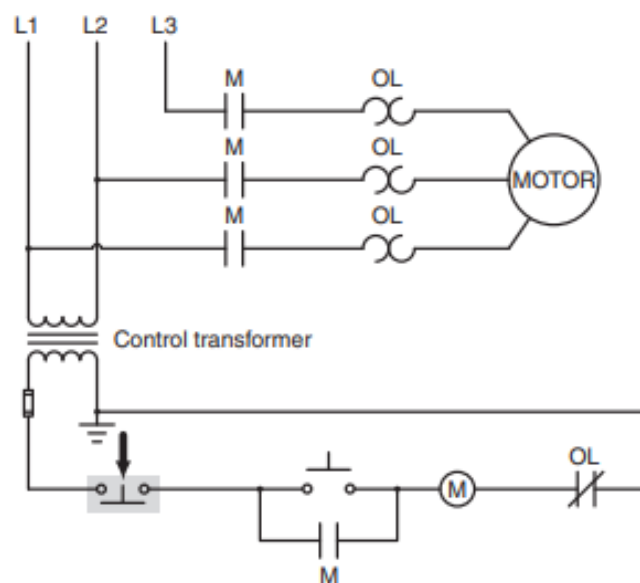 L1 L2 L3
M OL
OL
M MOTOR
OL
M
Control transformer
OL
M
M